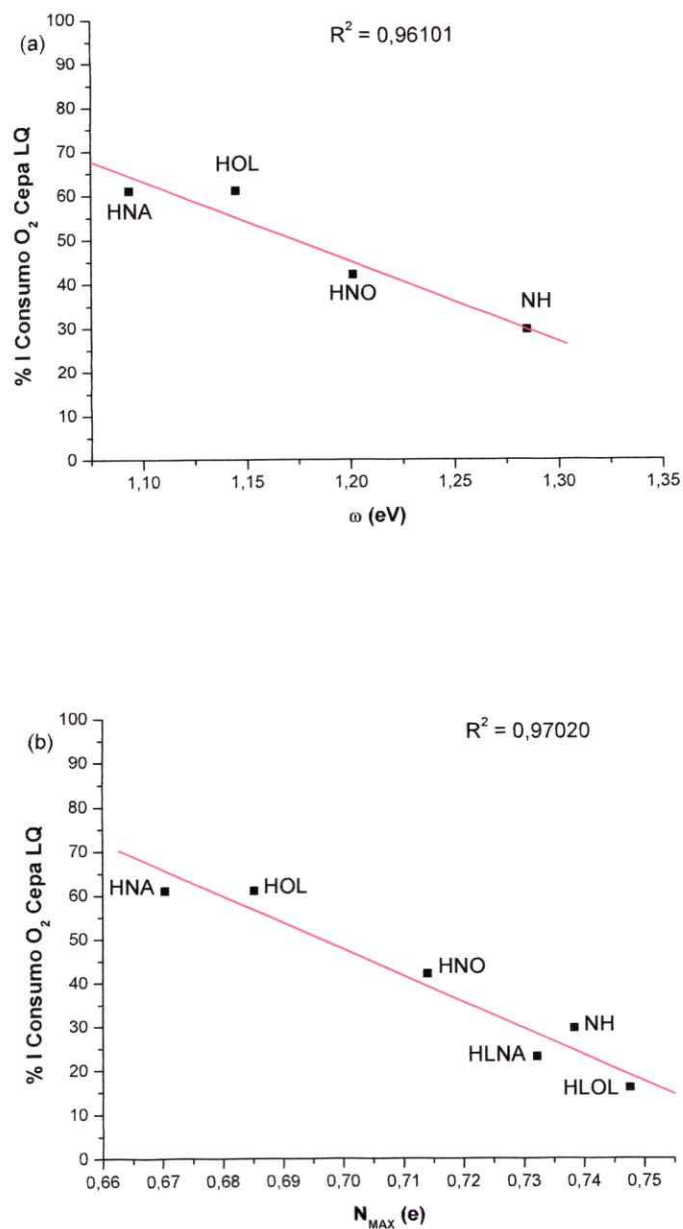 (a)
R² = 0,96101
% I Consumo O₂ Cepa LQ
100
90
80
70
60
50
40
30
20
10
0
HNA
HOL
HNO
NH
1,10
1,15
1,20
1,25
1,30
1,35
ω (eV)
(b)
R² = 0,97020
% I Consumo O₂ Cepa LQ
100
90
80
70
60
50
40
30
20
10
0
HNA
HOL
HNO
NH
HLNA
HLOL
0,66
0,67
0,68
0,69
0,70
0,71
0,72
0,73
0,74
0,75
N_MAX (e)